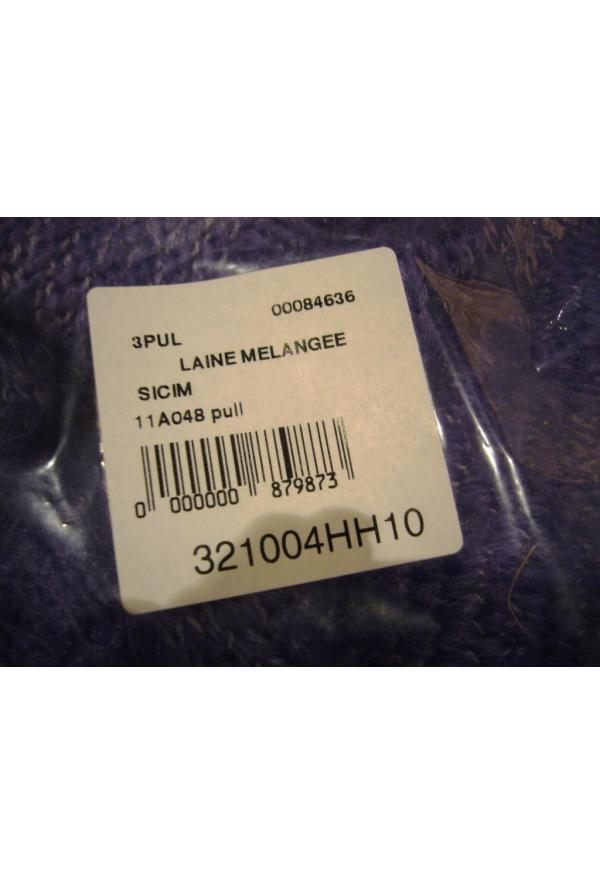 00084636
3PUL
LAINE MELANGEE
SICIM
11A048 pull
0 000000 879873
321004HH10